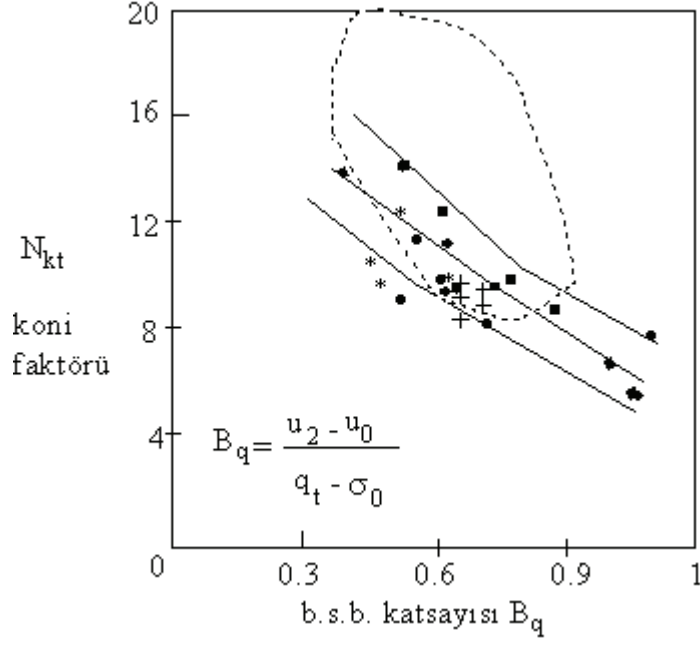 20
16
12
8
4
0
N_kt
koni
faktörü
B_q = (u_2 - u_0) / (q_t - σ_0)
0.3 0.6 0.9 1
b.s.b. katsayısı B_q